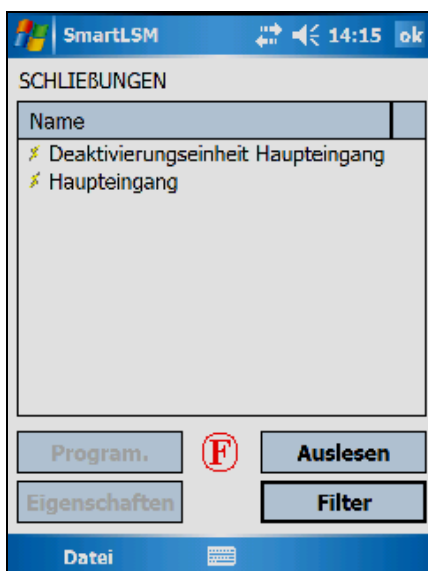 SmartLSM 14:15 ok
SCHLIEßUNGEN
Name
Deaktivierungseinheit Haupteingang
Haupteingang
Program. F Auslesen
Eigenschaften Filter
Datei